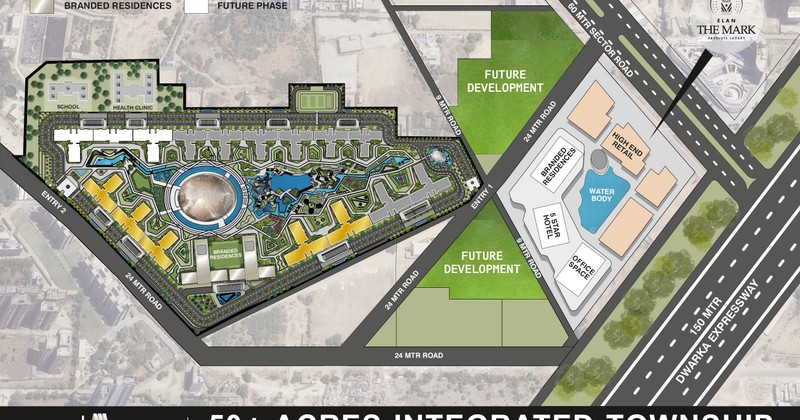 BRANDED RESIDENCES
FUTURE PHASE
ELAN
THE MARK
60 MTR SECTOR ROAD
FUTURE
DEVELOPMENT
SCHOOL
HEALTH CLINIC
9 MTR ROAD
24 MTR ROAD
HIGH END
RETAIL
BRANDED
RESIDENCES
WATER
BODY
5 STAR
HOTEL
OFFICE
SPACE
ENTRY 1
ENTRY 2
BRANDED
RESIDENCES
9 MTR ROAD
FUTURE
DEVELOPMENT
24 MTR ROAD
24 MTR ROAD
24 MTR ROAD
150 MTR
DWARKA EXPRESSWAY
50+ ACRES INTEGRATED TOWNSHIP